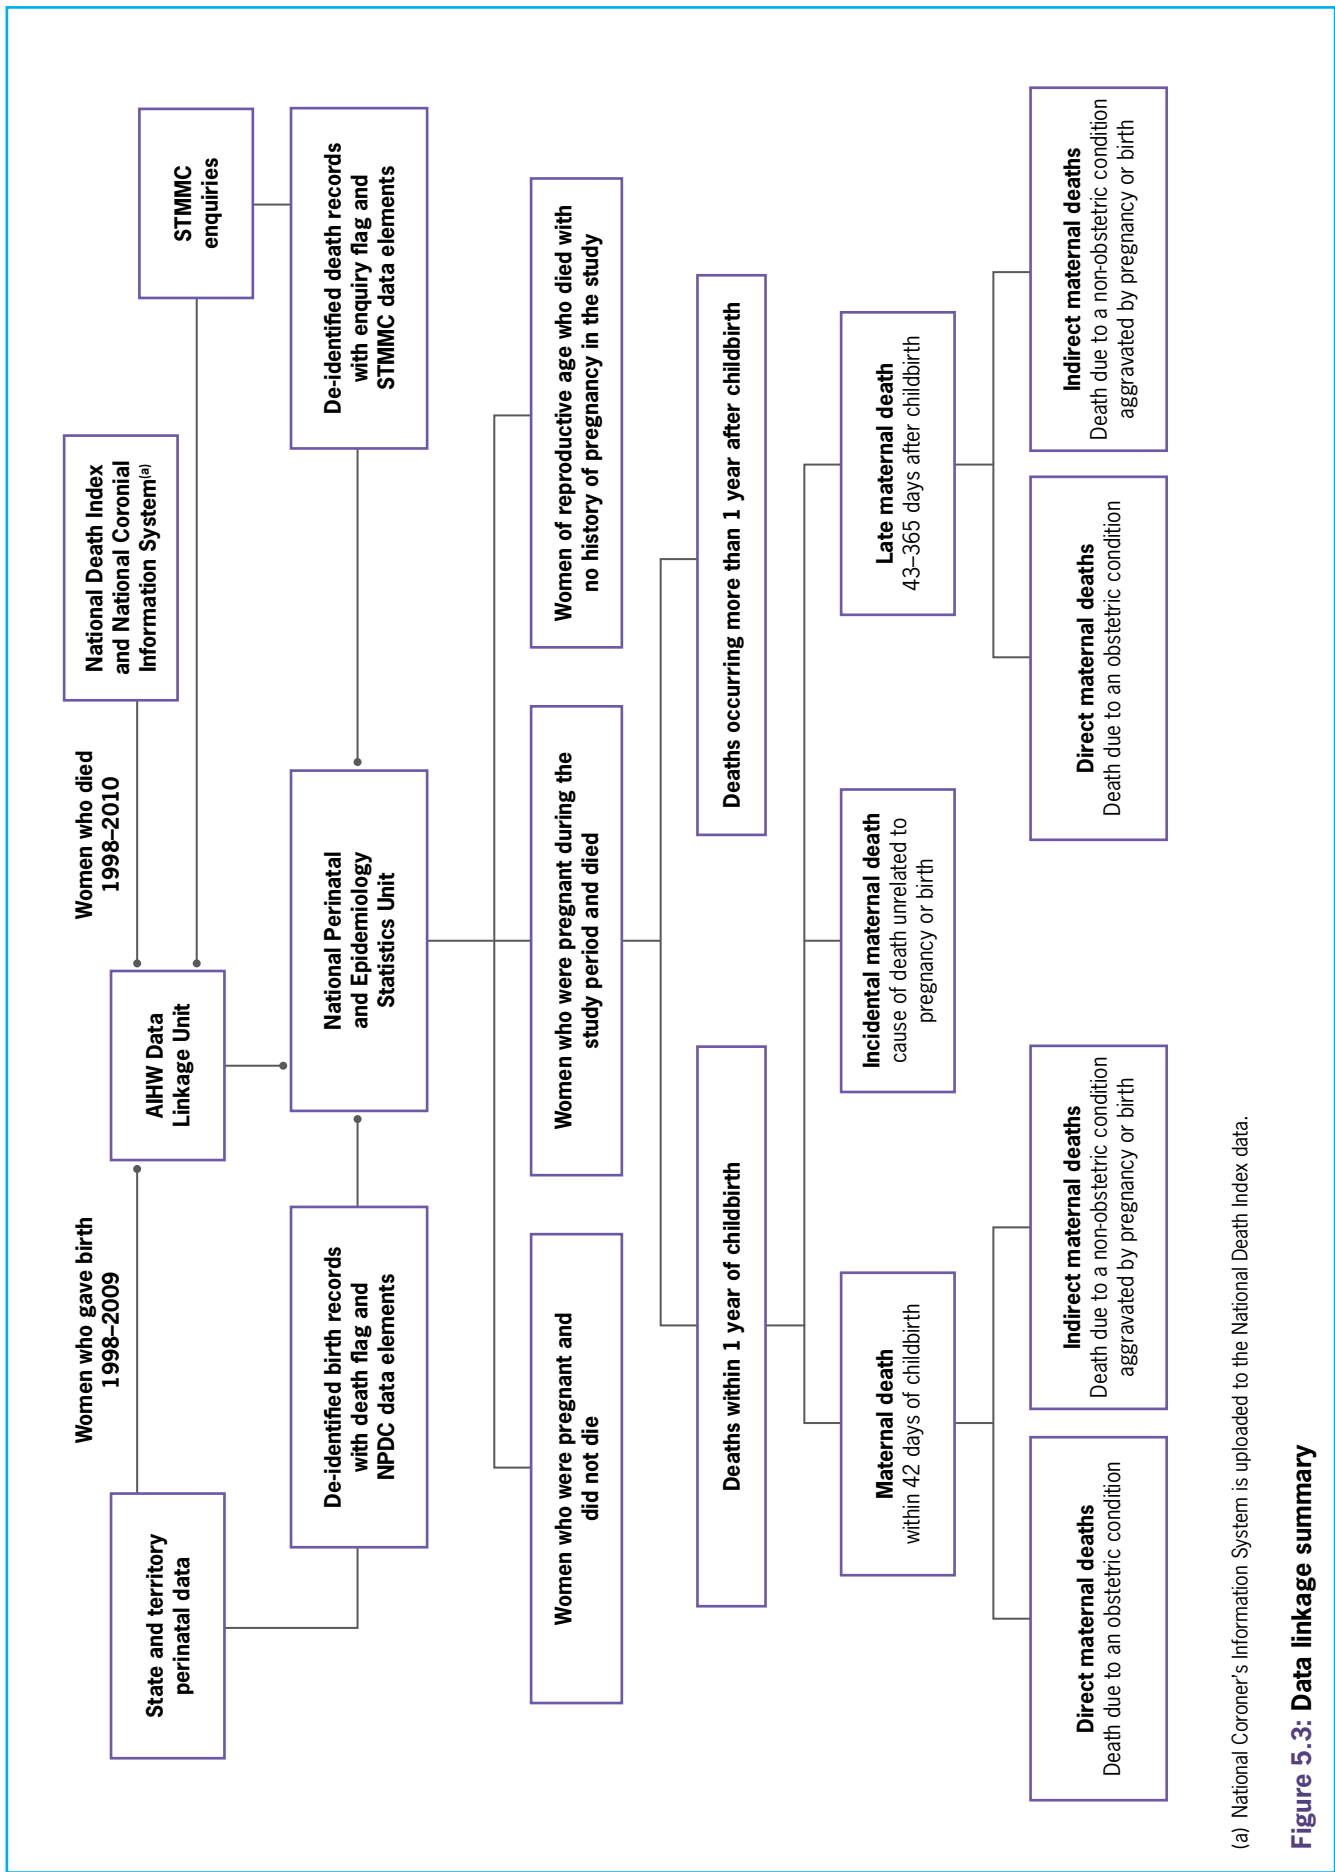 Women who gave birth
1998–2009
Women who died
1998–2010
National Death Index
and National Coronial
Information System(a)
State and territory
perinatal data
AIHW Data
Linkage Unit
STMMC
enquiries
De-identified birth records
with death flag and
NPDC data elements
National Perinatal
and Epidemiology
Statistics Unit
De-identified death records
with enquiry flag and
STMMC data elements
Women who were pregnant and
did not die
Women who were pregnant during the
study period and died
Women of reproductive age who died with
no history of pregnancy in the study
Deaths within 1 year of childbirth
Deaths occurring more than 1 year after childbirth
Maternal death
within 42 days of childbirth
Incidental maternal death
cause of death unrelated to
pregnancy or birth
Late maternal death
43–365 days after childbirth
Direct maternal deaths
Death due to an obstetric condition
Indirect maternal deaths
Death due to a non-obstetric condition
aggravated by pregnancy or birth
Direct maternal deaths
Death due to an obstetric condition
Indirect maternal deaths
Death due to a non-obstetric condition
aggravated by pregnancy or birth
(a) National Coroner's Information System is uploaded to the National Death Index data.
Figure 5.3: Data linkage summary